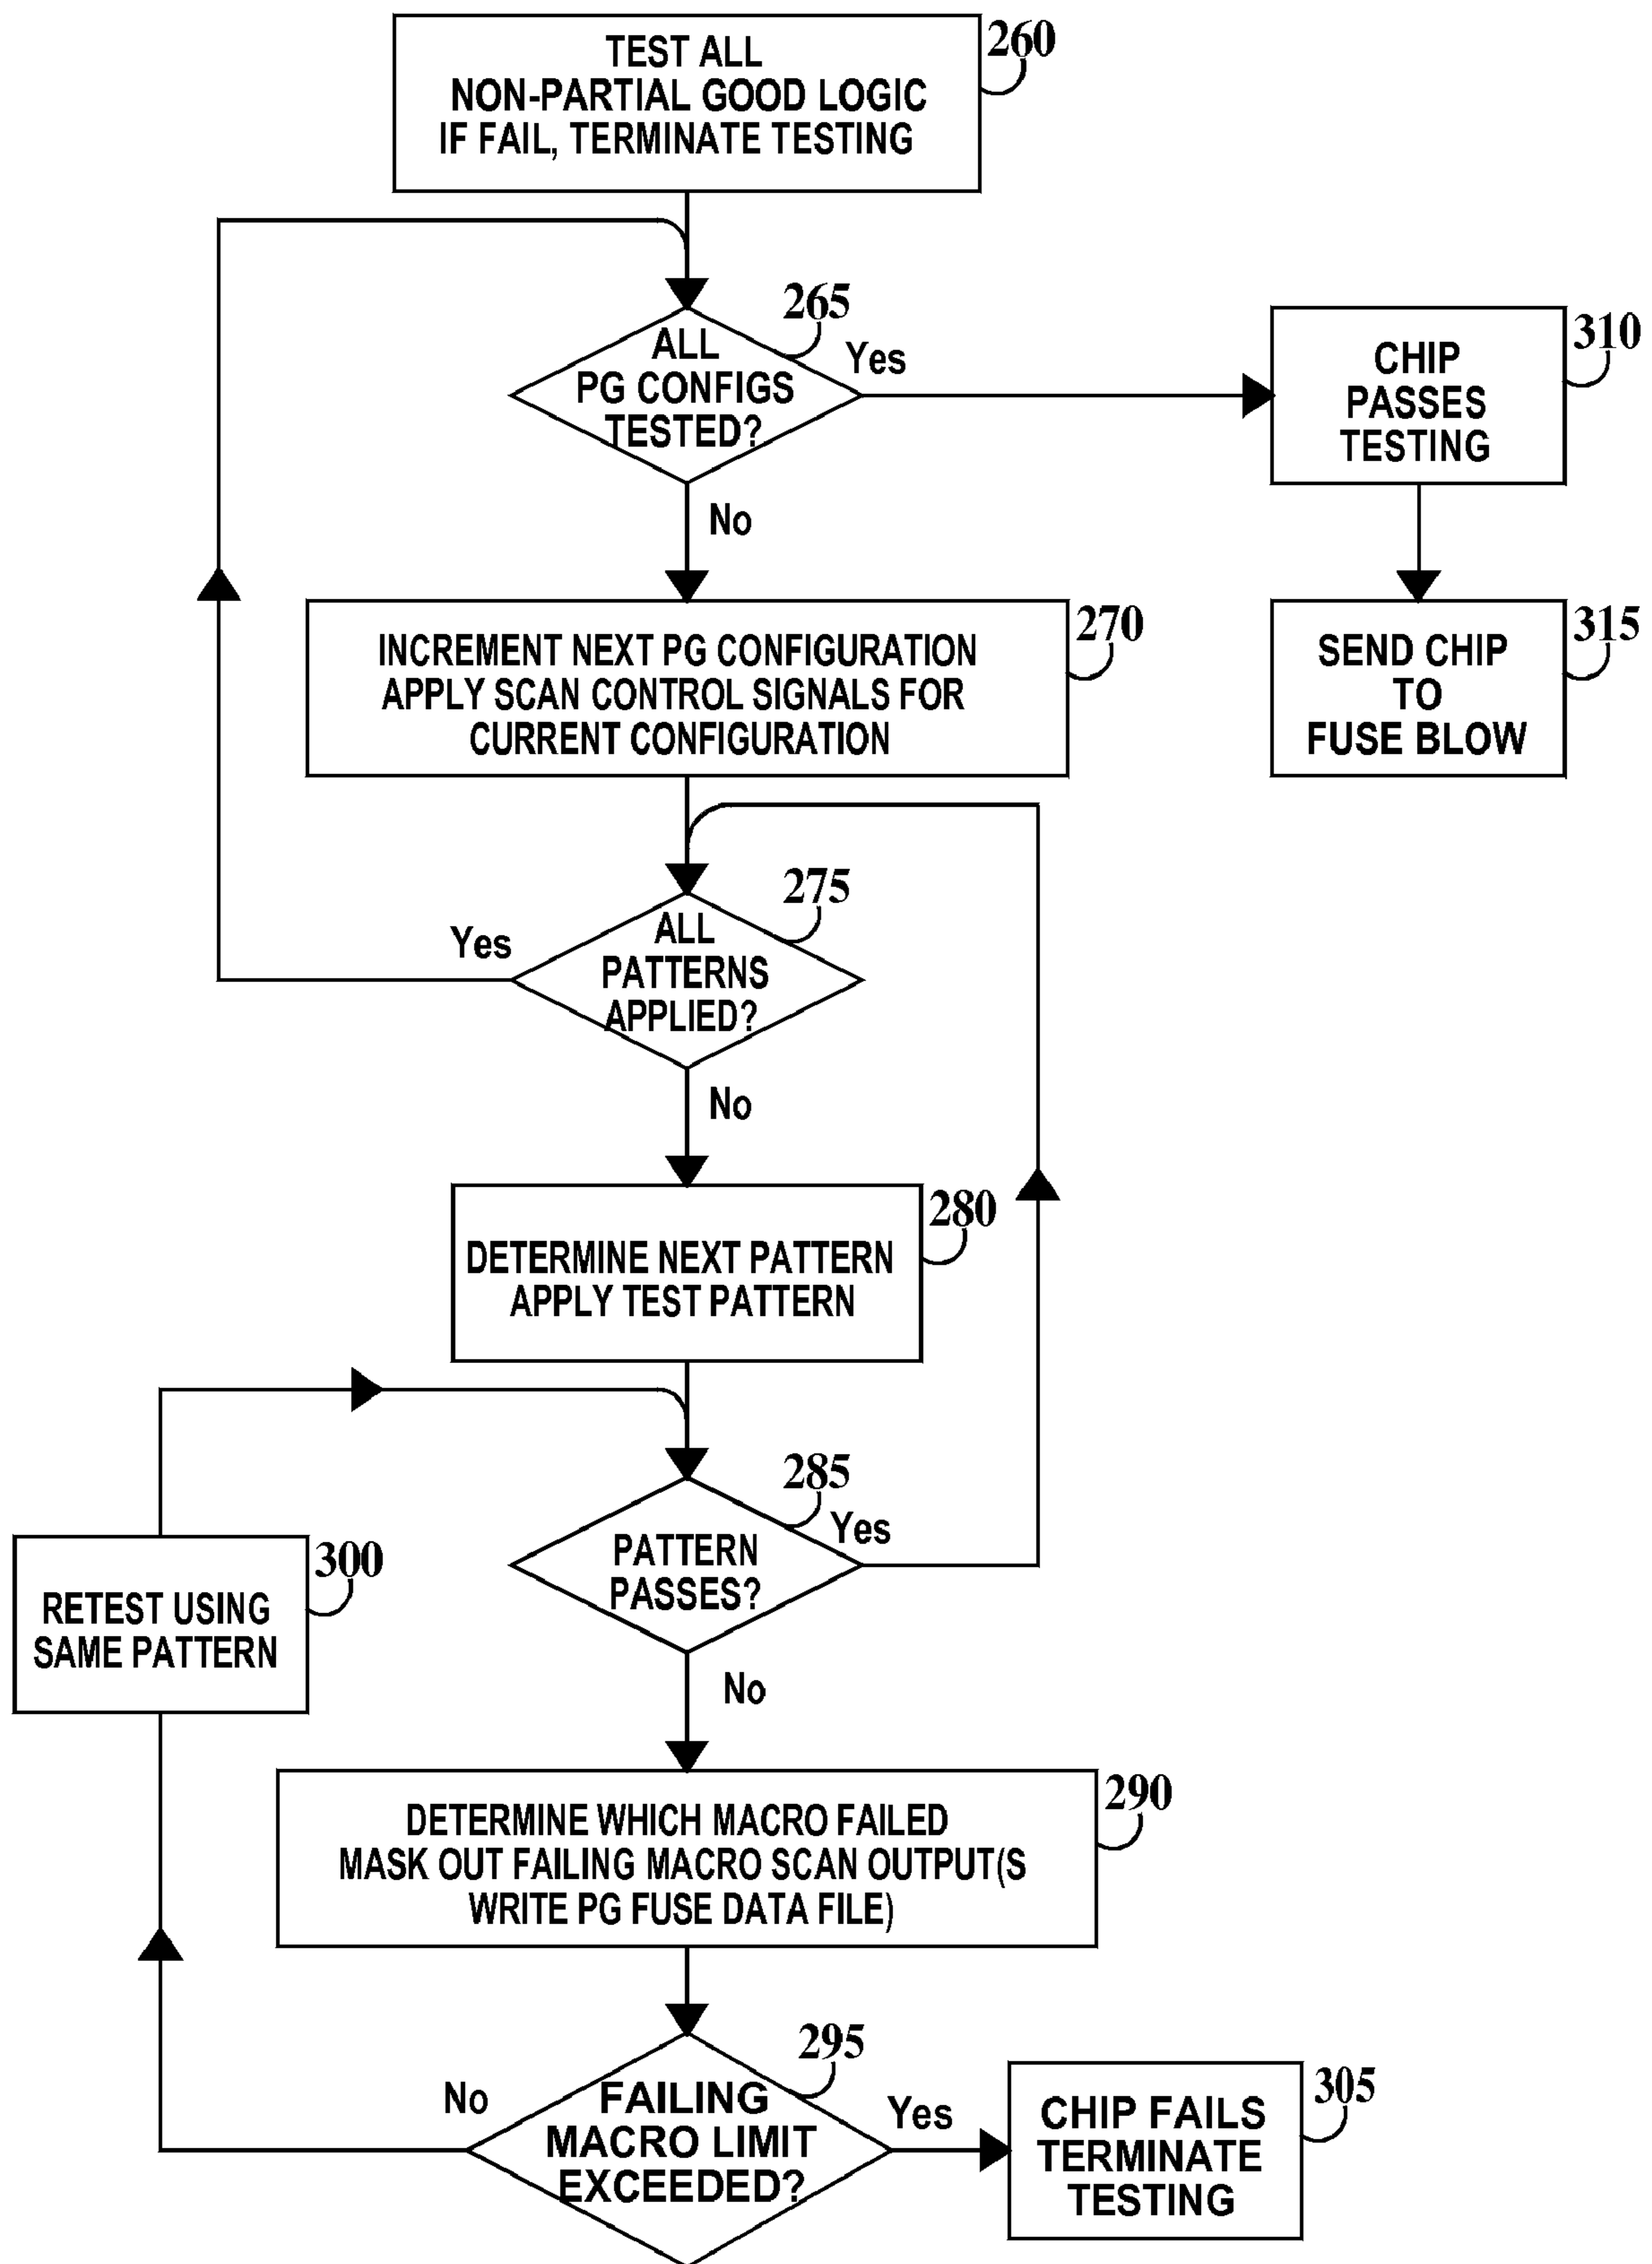 TEST ALL
NON-PARTIAL GOOD LOGIC
IF FAIL, TERMINATE TESTING
260
265
ALL
PG CONFIGS
TESTED?
Yes
No
310
CHIP
PASSES
TESTING
270
INCREMENT NEXT PG CONFIGURATION
APPLY SCAN CONTROL SIGNALS FOR
CURRENT CONFIGURATION
315
SEND CHIP
TO
FUSE BLOW
275
ALL
PATTERNS
APPLIED?
Yes
No
280
DETERMINE NEXT PATTERN
APPLY TEST PATTERN
285
PATTERN
PASSES?
Yes
No
300
RETEST USING
SAME PATTERN
290
DETERMINE WHICH MACRO FAILED
MASK OUT FAILING MACRO SCAN OUTPUT(S
WRITE PG FUSE DATA FILE)
295
FAILING
MACRO LIMIT
EXCEEDED?
No
Yes
305
CHIP FAILS
TERMINATE
TESTING